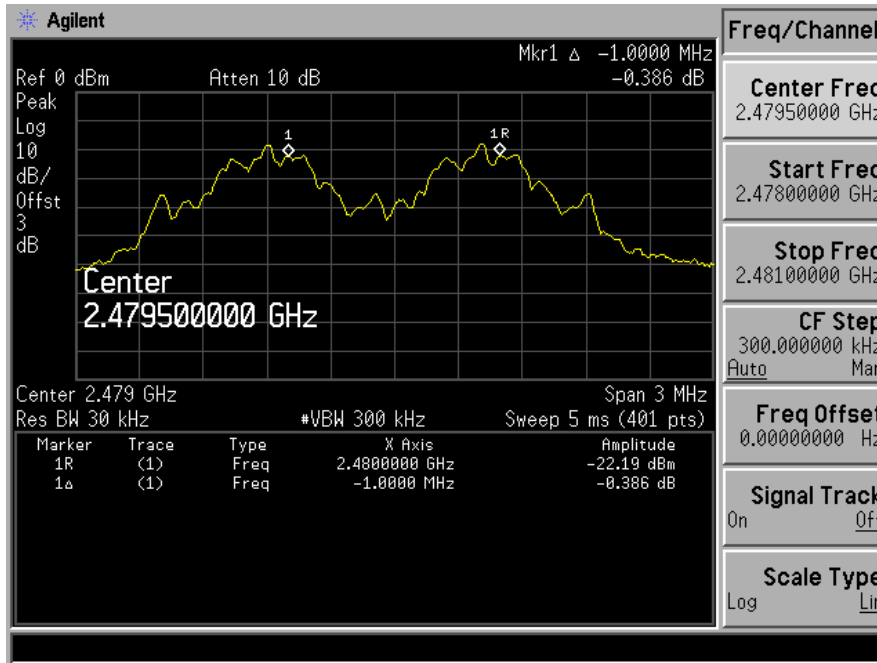 Agilent
Mkr1 Δ -1.0000 MHz
Ref 0 dBm Atten 10 dB -0.386 dB
Peak
Log
10
dB/
Offst
3
dB
1
1R
Center
2.479500000 GHz
Center 2.479 GHz Span 3 MHz
Res BW 30 kHz #VBW 300 kHz Sweep 5 ms (401 pts)
Marker Trace Type X Axis Amplitude
1R (1) Freq 2.4800000 GHz -22.19 dBm
1Δ (1) Freq -1.0000 MHz -0.386 dB
Freq/Channel
Center Freq
2.47950000 GHz
Start Freq
2.47800000 GHz
Stop Freq
2.48100000 GHz
CF Step
300.000000 kHz
Auto Man
Freq Offset
0.00000000 Hz
Signal Track
On Off
Scale Type
Log Lin